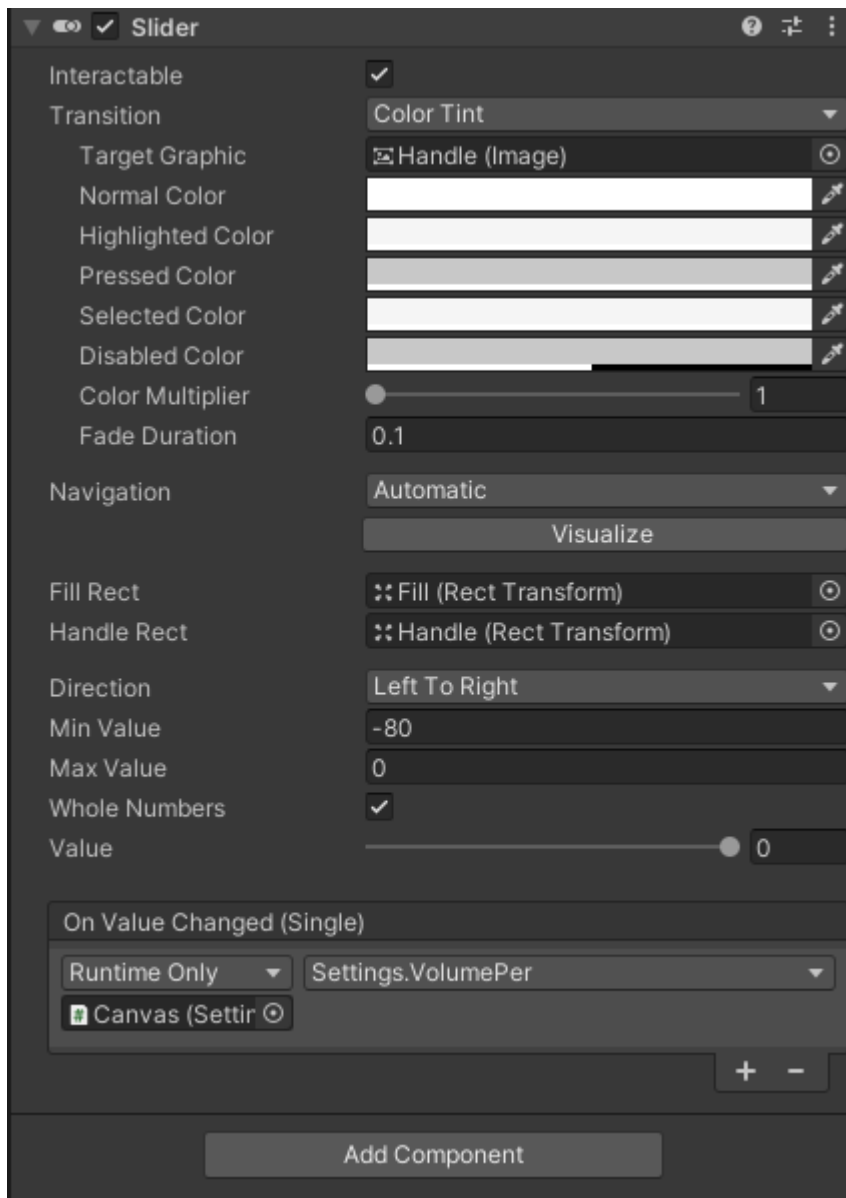 Slider
Interactable
Transition Color Tint
Target Graphic Handle (Image)
Normal Color
Highlighted Color
Pressed Color
Selected Color
Disabled Color
Color Multiplier 1
Fade Duration 0.1
Navigation Automatic
Visualize
Fill Rect Fill (Rect Transform)
Handle Rect Handle (Rect Transform)
Direction Left To Right
Min Value -80
Max Value 0
Whole Numbers
Value 0
On Value Changed (Single)
Runtime Only Settings.VolumePer
Canvas (Settin
Add Component